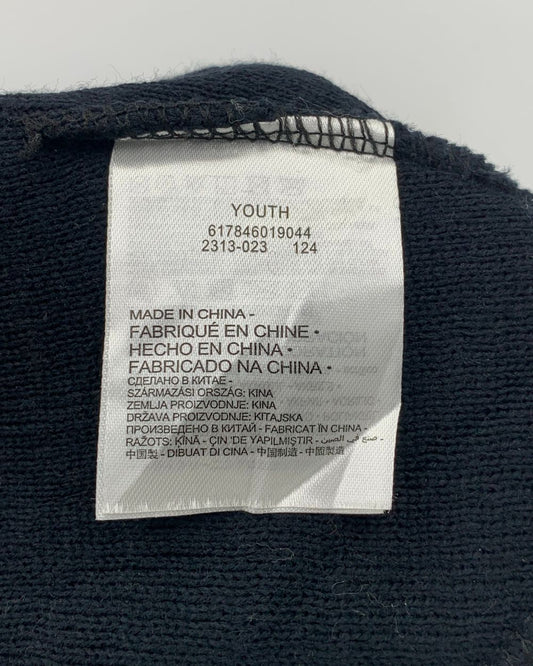 YOUTH
617846019044
2313-023 124
MADE IN CHINA -
FABRIQUÉ EN CHINE •
HECHO EN CHINA •
FABRICADO NA CHINA •
СДЕЛАНО В КИТАЕ -
SZÁRMAZÁSI ORSZÁG: KINA
ZEMLJA PROIZVODNJE: KINA
DRŽAVA PROIZVODNJE: KITAJSKA
ПРОИЗВЕДЕНО В КИТАЙ - FABRICAT ÎN CHINA -
RAŽOTS: ĶĪNĀ - ÇIN 'DE YAPILMIŞTIR - صنع في الصين -
中国製 - DIBUAT DI CINA - 中国制造 - 中國製造